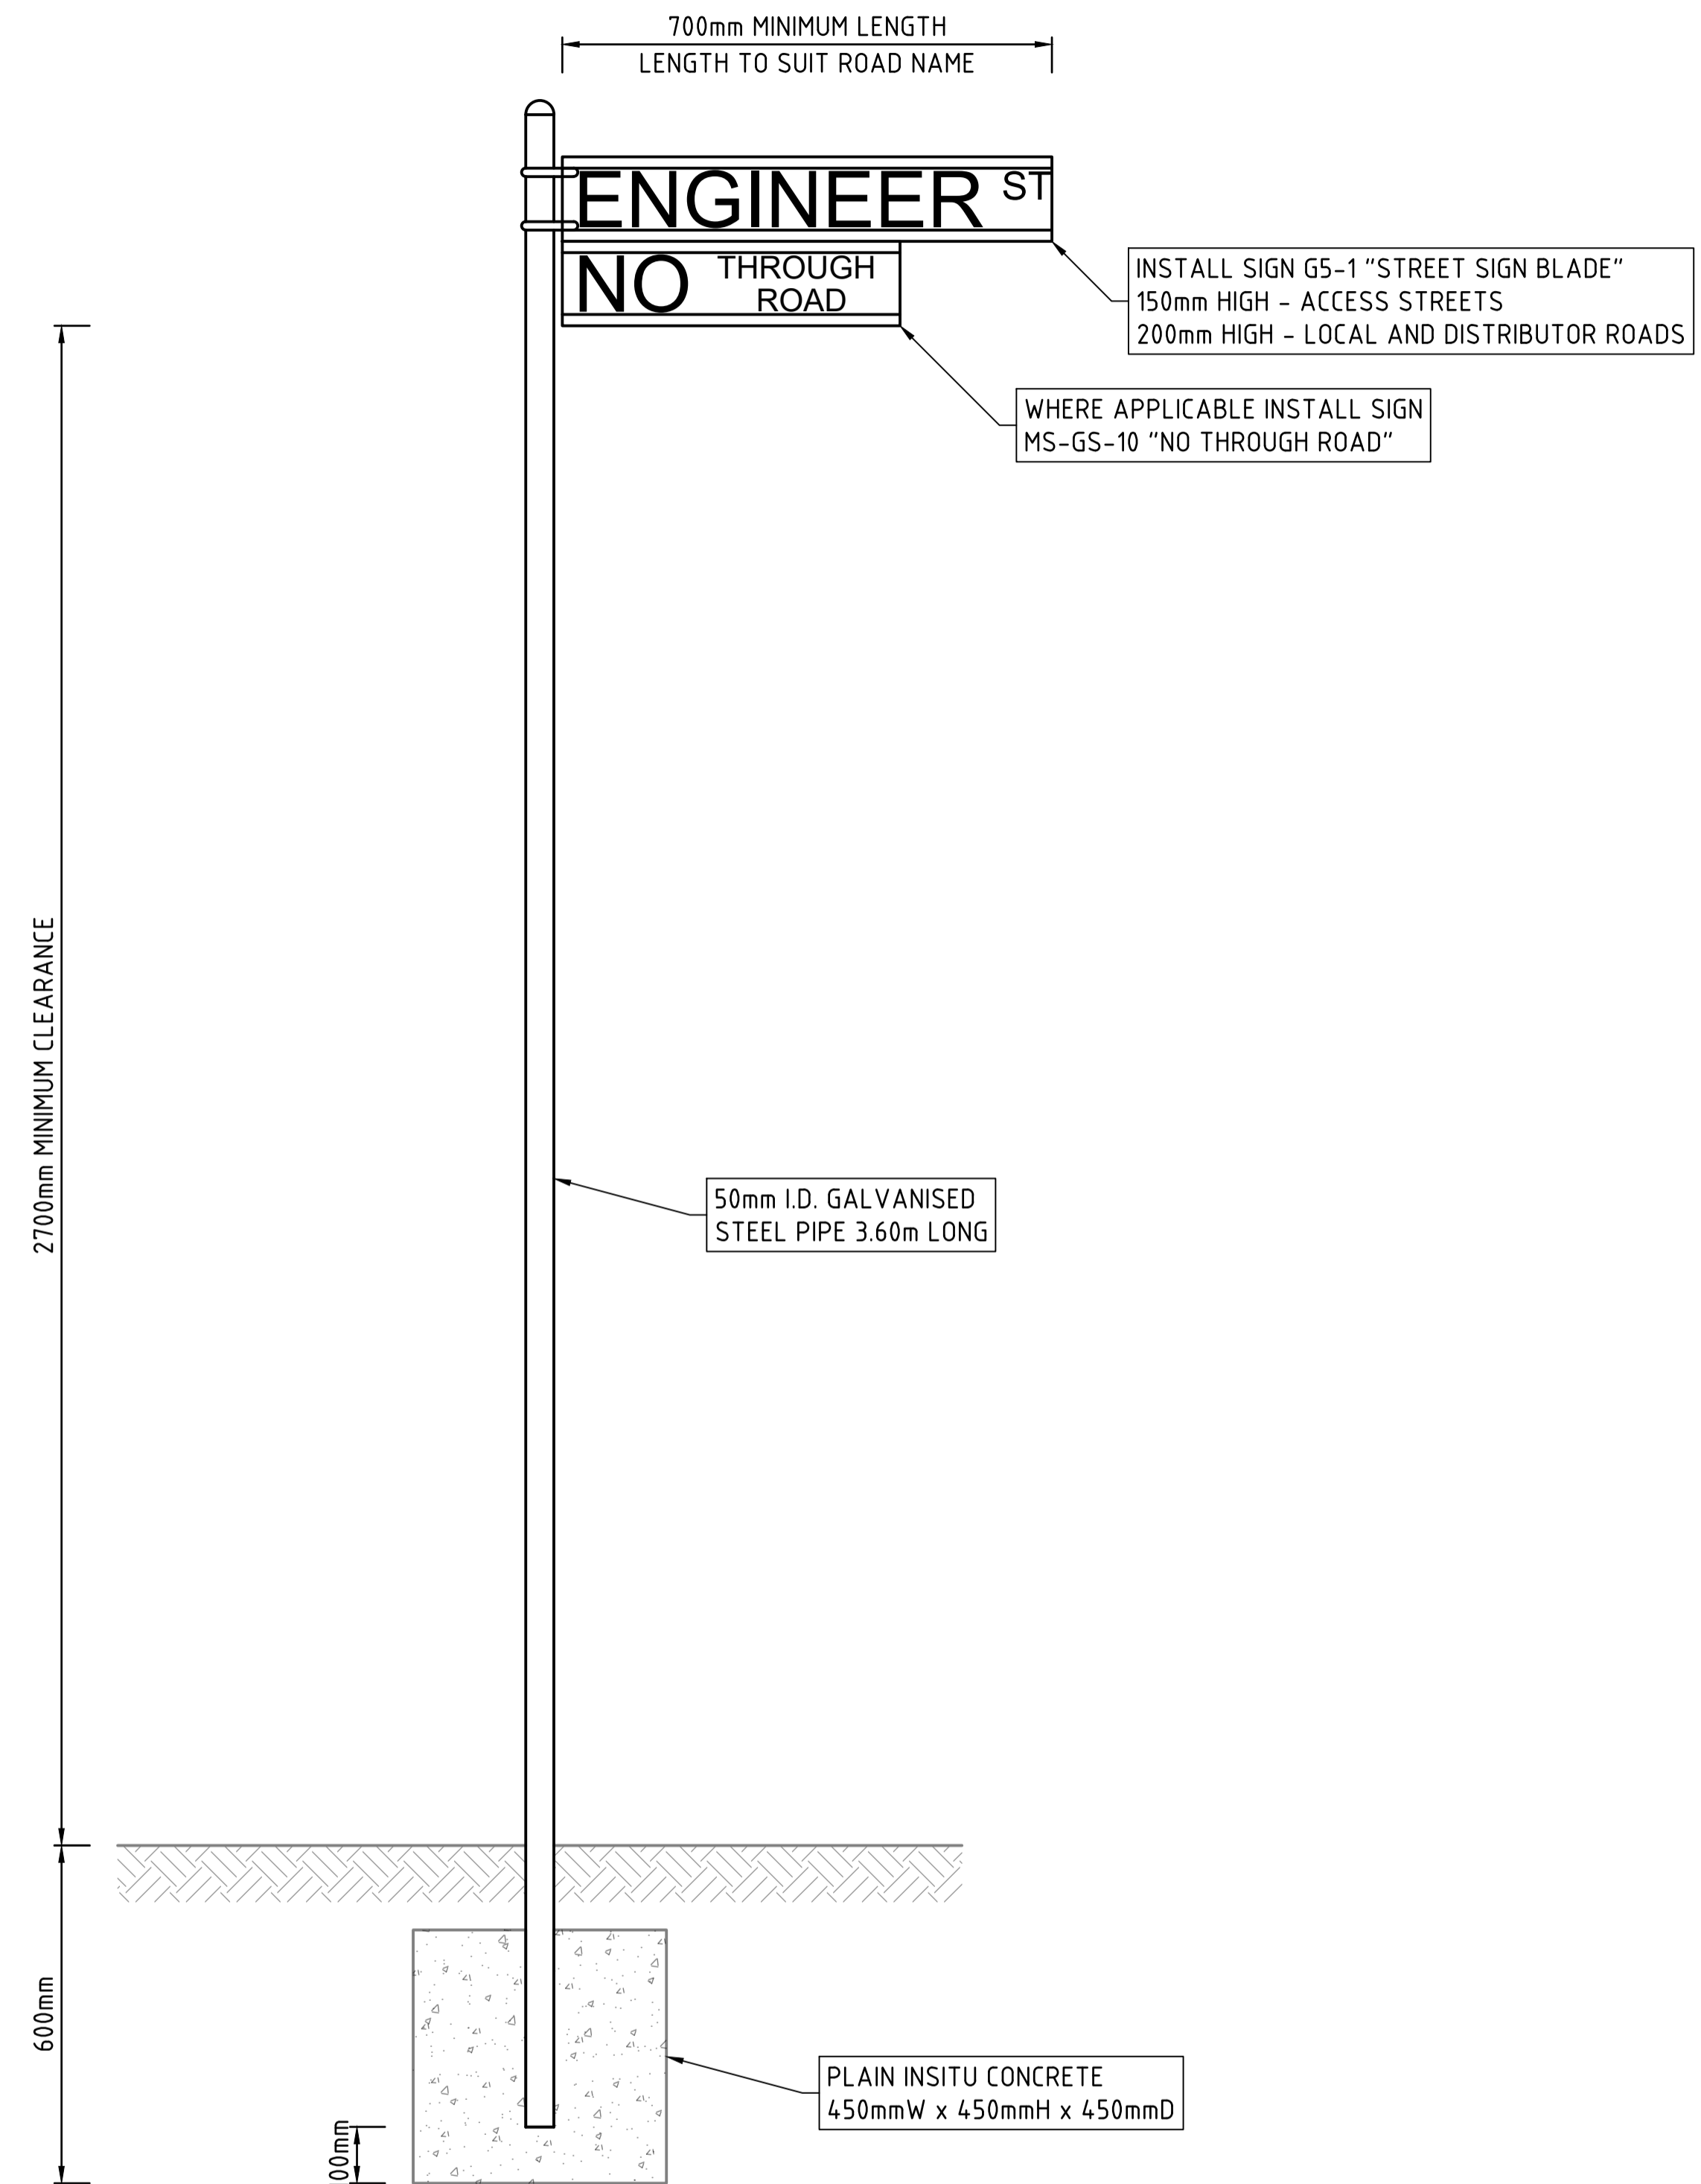 700mm MINIMUM LENGTH
LENGTH TO SUIT ROAD NAME
ENGINEER ST
NO THROUGH
ROAD
INSTALL SIGN G5-1 "STREET SIGN BLADE"
150mm HIGH - ACCESS STREETS
200mm HIGH - LOCAL AND DISTRIBUTOR ROADS
WHERE APPLICABLE INSTALL SIGN
MS-GS-10 "NO THROUGH ROAD"
2700mm MINIMUM CLEARANCE
50mm I.D. GALVANISED
STEEL PIPE 3.60m LONG
600mm
PLAIN INSITU CONCRETE
450mmW x 450mmH x 450mmD